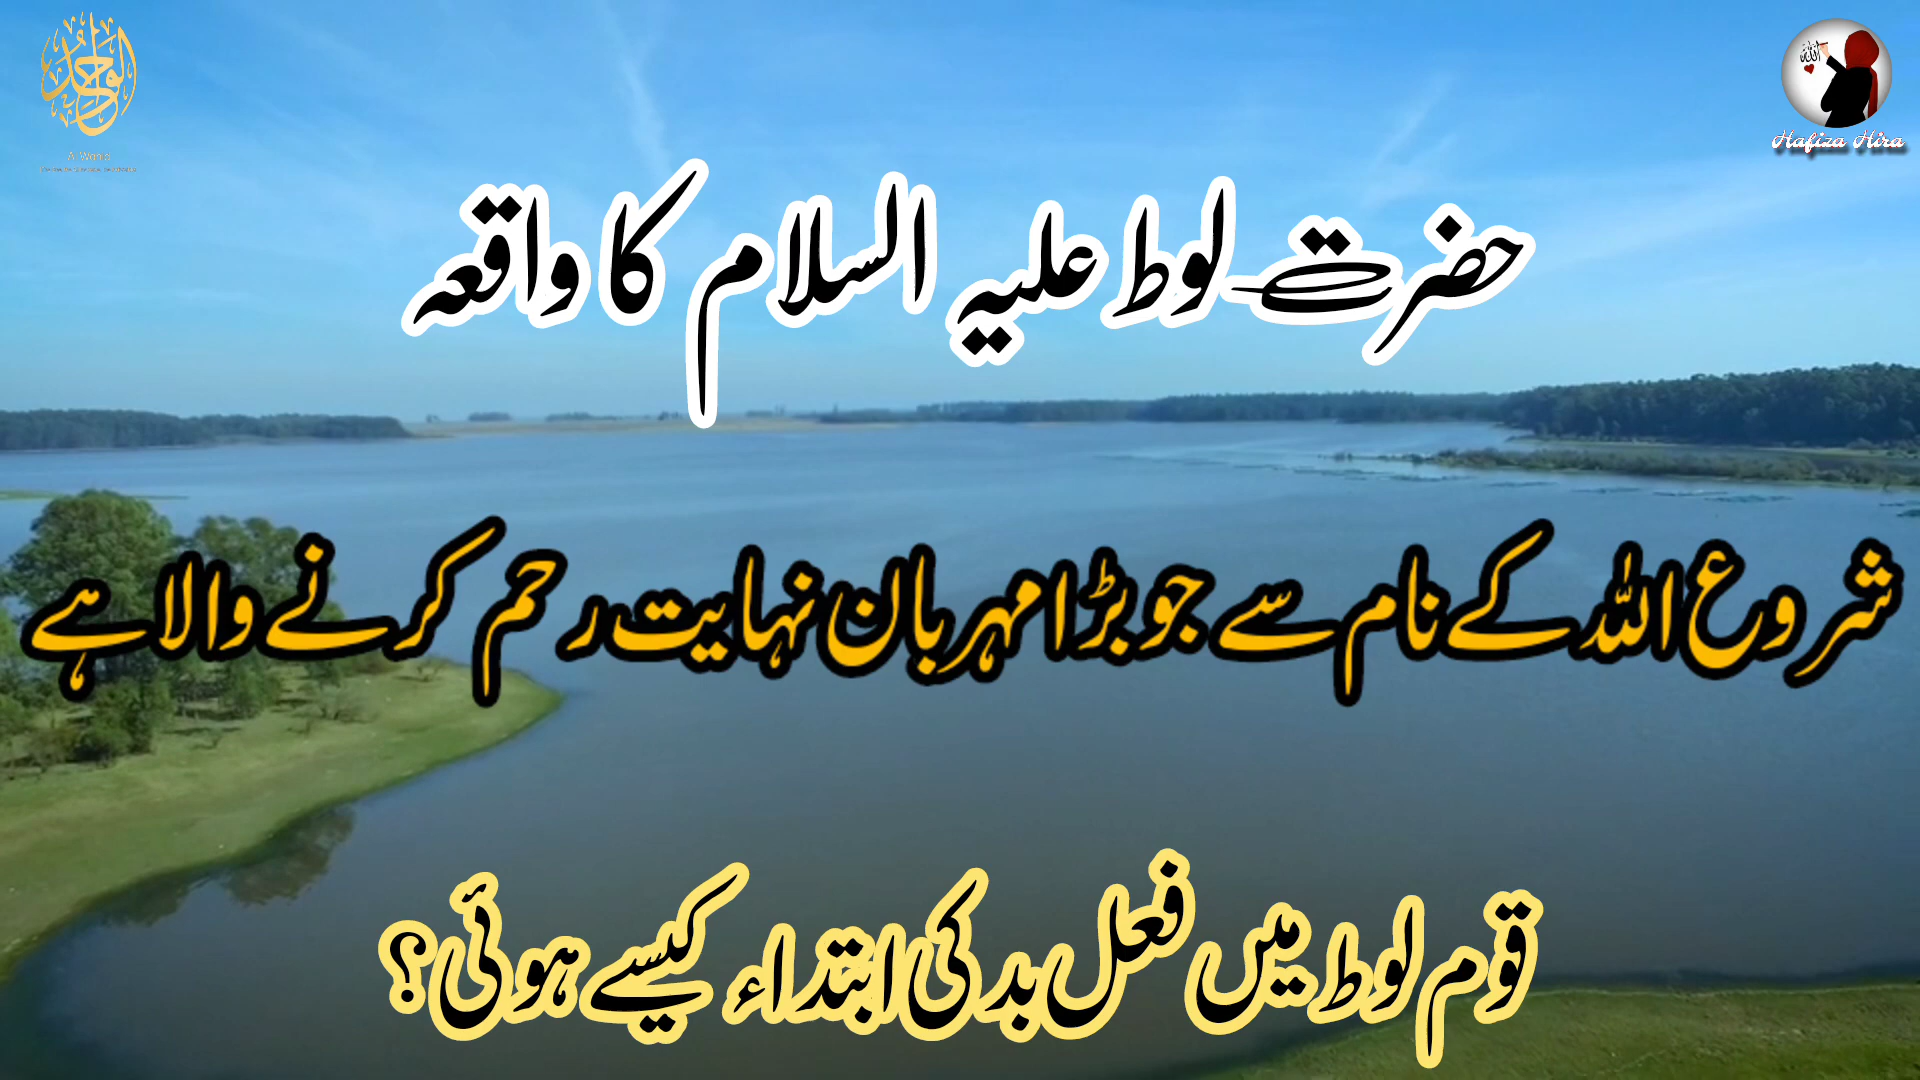 الواحد
Hafiza Hira
حضرت لوط علیہ السلام کا واقعہ
شروع اللہ کے نام سے جو بڑا مہربان نہایت رحم کرنے والا ہے
قوم لوط میں فعل بد کی ابتداء کیسے ہوئی؟